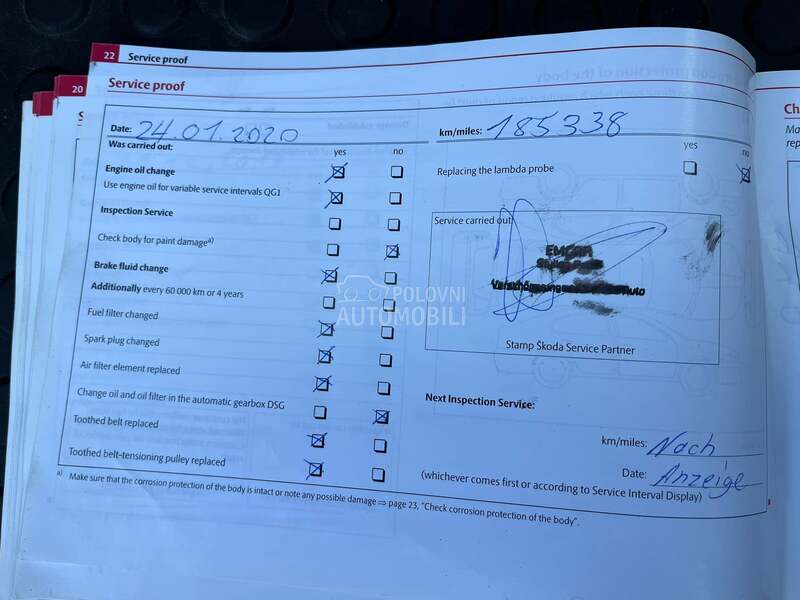 22 Service proof
20
Service proof
Date: 24.01.2020
km/miles: 185338
Was carried out:
yes no
yes no
Engine oil change
Replacing the lambda probe
Use engine oil for variable service intervals QG1
Inspection Service
Service carried out:
Check body for paint damage a)
Brake fluid change
Additionally every 60 000 km or 4 years
POLOVNI
AUTOMOBILI
Fuel filter changed
Spark plug changed
Stamp Škoda Service Partner
Air filter element replaced
Change oil and oil filter in the automatic gearbox DSG
Next Inspection Service:
Toothed belt replaced
km/miles: Nach
Toothed belt-tensioning pulley replaced
Date: Anzeige
(whichever comes first or according to Service Interval Display)
a) Make sure that the corrosion protection of the body is intact or note any possible damage ⇒ page 23, "Check corrosion protection of the body".
Ch
Ma
rep